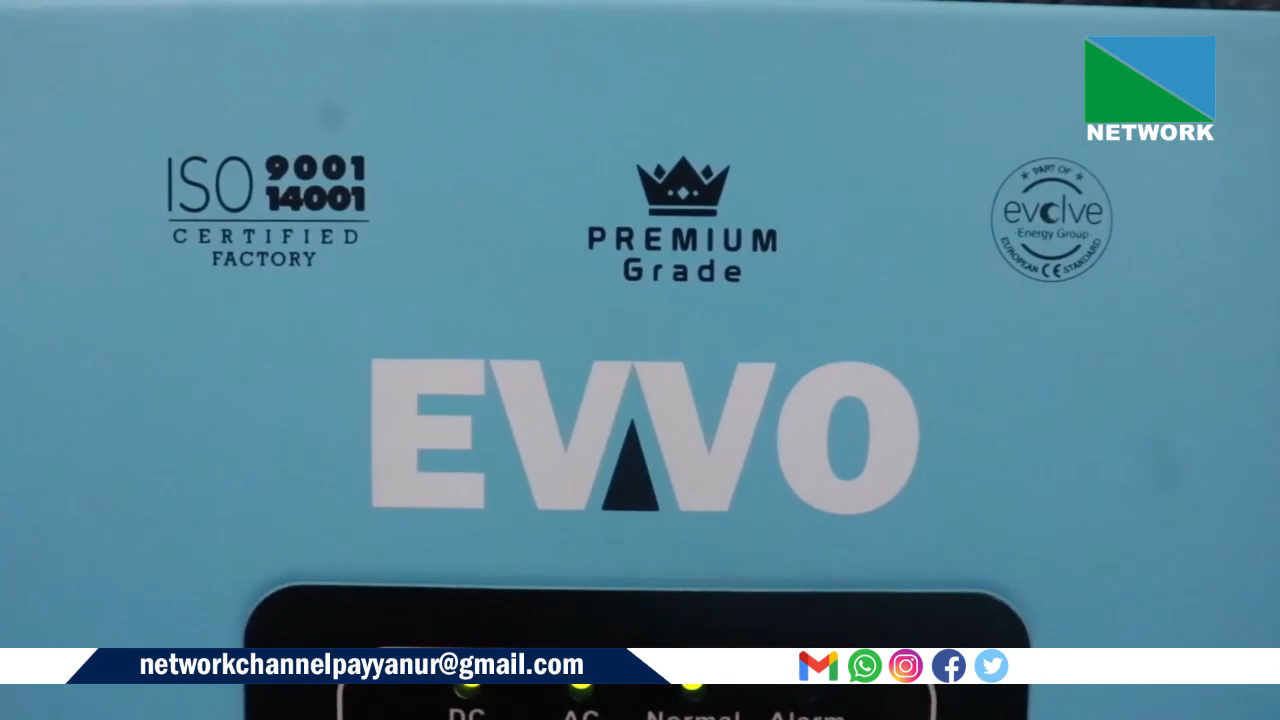 NETWORK
ISO 9001
14001
CERTIFIED
FACTORY
PREMIUM
Grade
PART OF
evolve
Energy Group
EUROPEAN CE STANDARD
EVVO
networkchannelpayyanur@gmail.com
DC AC Normal Alarm